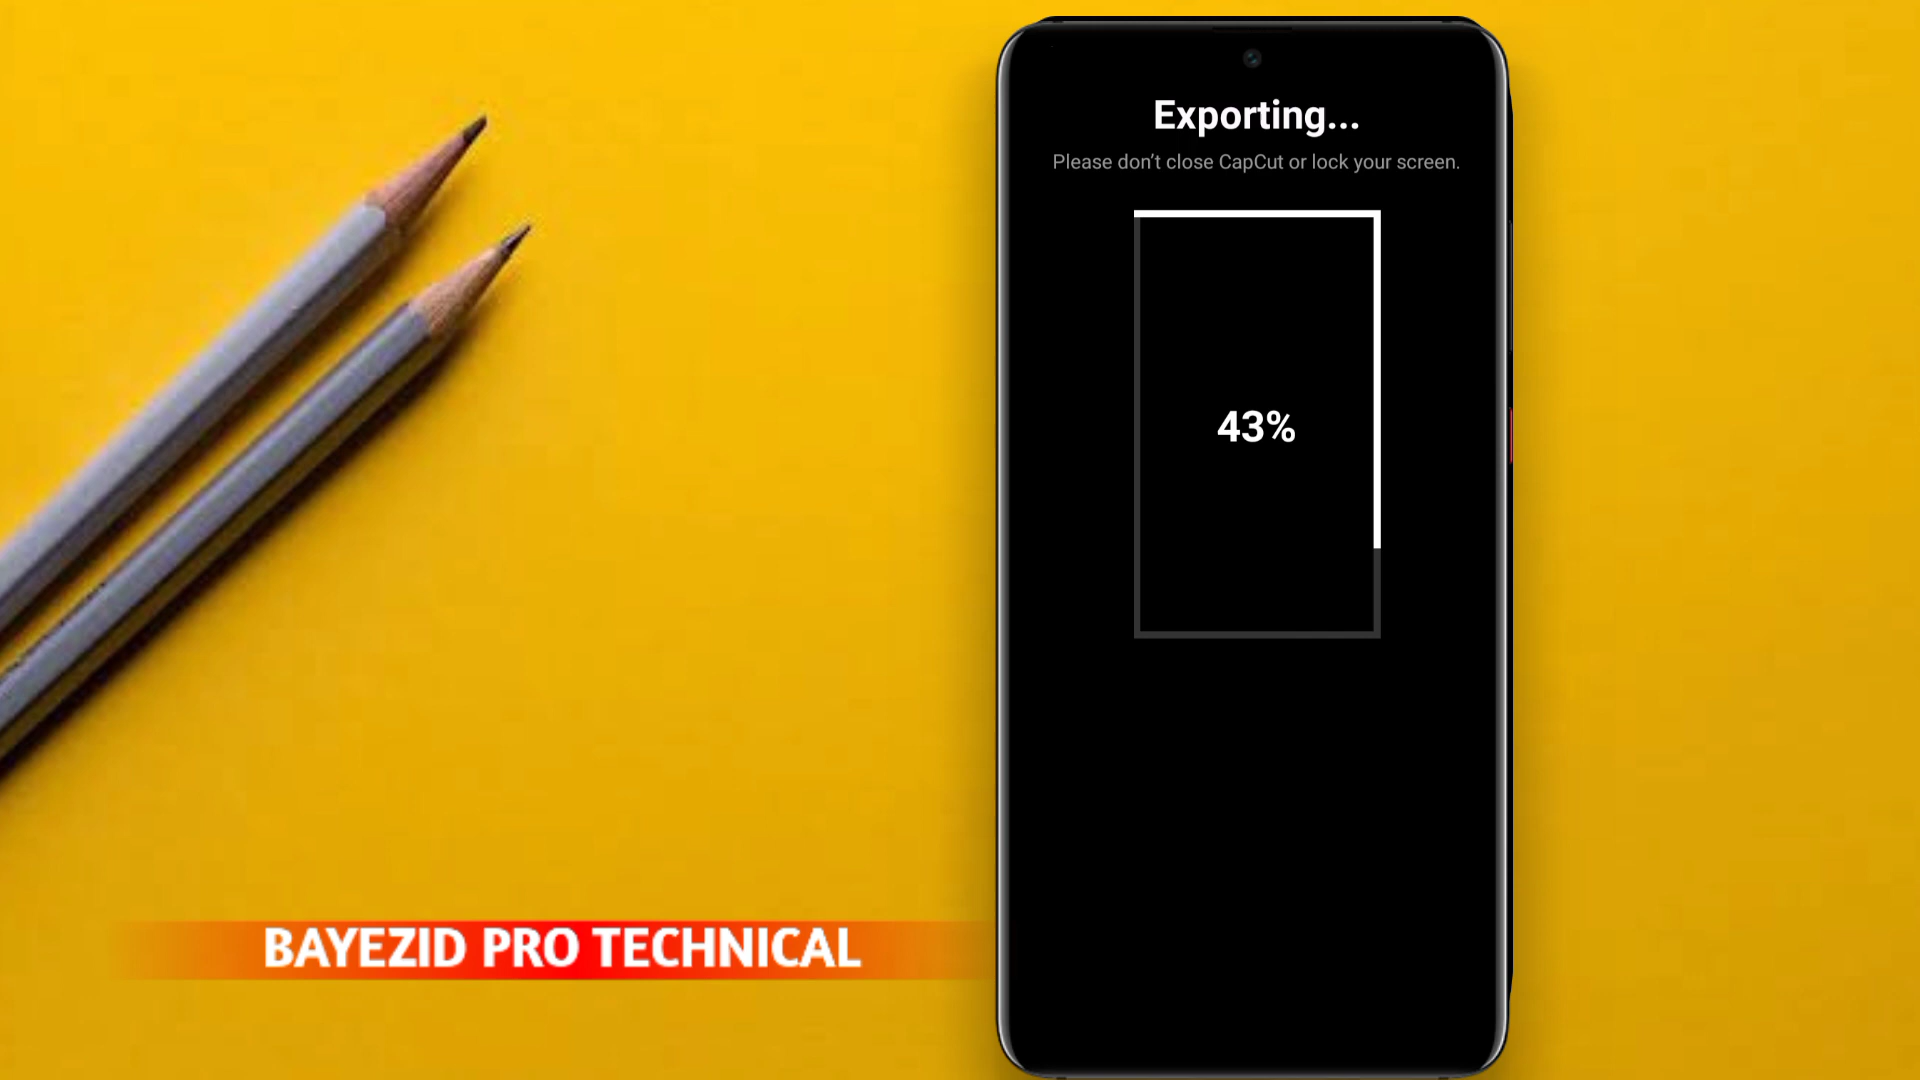 Exporting...
Please don't close CapCut or lock your screen.
43%
BAYEZID PRO TECHNICAL